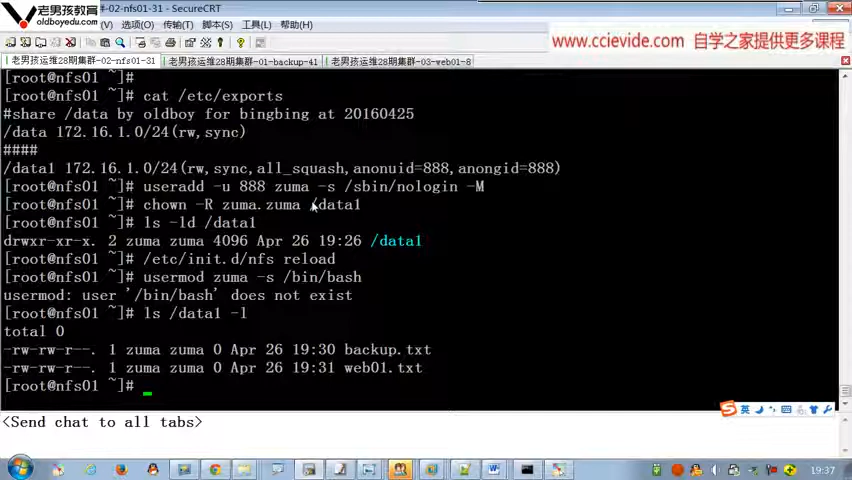 老男孩教育
oldboyedu.com
#-02-nfs01-31 - SecureCRT
(V) 选项(O) 传输(T) 脚本(S) 工具(L) 帮助(H)
www.ccievide.com 自学之家提供更多课程
老男孩运维28期集群-02-nfs01-31 老男孩运维28期集群-01-backup-41 老男孩运维28期集群-03-web01-8
[root@nfs01 ~]#
[root@nfs01 ~]# cat /etc/exports
#share /data by oldboy for bingbing at 20160425
/data 172.16.1.0/24(rw,sync)
####
/data1 172.16.1.0/24(rw,sync,all_squash,anonuid=888,anongid=888)
[root@nfs01 ~]# useradd -u 888 zuma -s /sbin/nologin -M
[root@nfs01 ~]# chown -R zuma.zuma /data1
[root@nfs01 ~]# ls -ld /data1
drwxr-xr-x. 2 zuma zuma 4096 Apr 26 19:26 /data1
[root@nfs01 ~]# /etc/init.d/nfs reload
[root@nfs01 ~]# usermod zuma -s /bin/bash
usermod: user '/bin/bash' does not exist
[root@nfs01 ~]# ls /data1 -l
total 0
-rw-rw-r--. 1 zuma zuma 0 Apr 26 19:30 backup.txt
-rw-rw-r--. 1 zuma zuma 0 Apr 26 19:31 web01.txt
[root@nfs01 ~]#
英
<Send chat to all tabs>
19:37